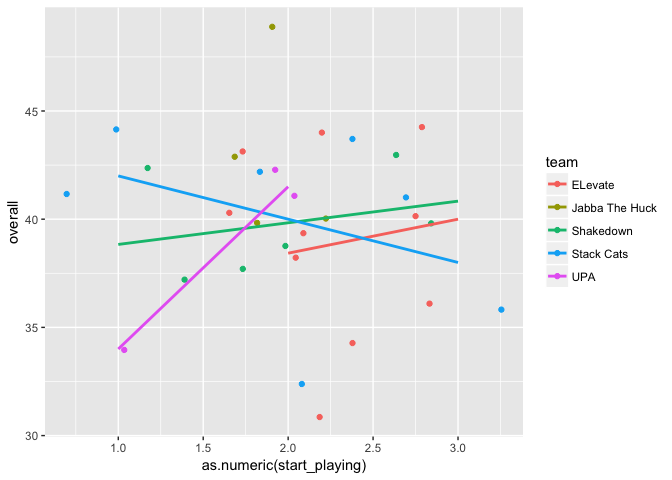 overall
45
40
35
30
1.0 1.5 2.0 2.5 3.0
as.numeric(start_playing)
team
ELevate
Jabba The Huck
Shakedown
Stack Cats
UPA